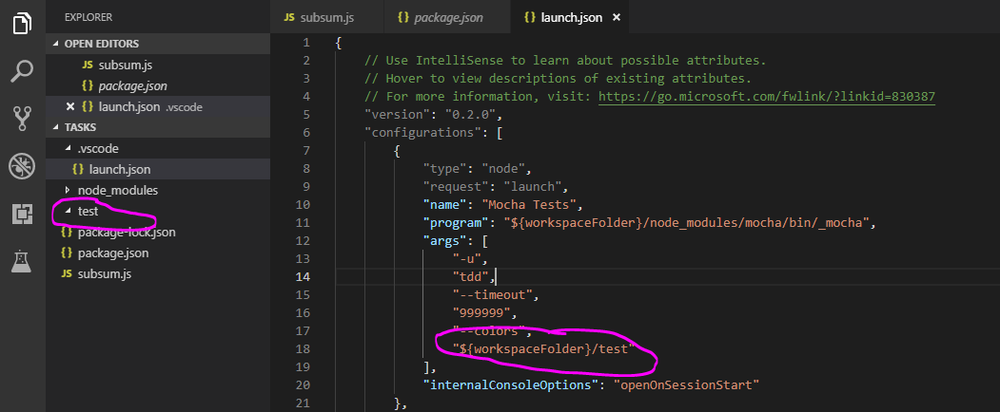 EXPLORER
OPEN EDITORS
JS subsum.js
{} package.json
× {} launch.json .vscode
TASKS
.vscode
{} launch.json
node_modules
test
{} package-lock.json
{} package.json
JS subsum.js
JS subsum.js {} package.json {} launch.json ×
1 {
2 // Use IntelliSense to learn about possible attributes.
3 // Hover to view descriptions of existing attributes.
4 // For more information, visit: https://go.microsoft.com/fwlink/?linkid=830387
5 "version": "0.2.0",
6 "configurations": [
7 {
8 "type": "node",
9 "request": "launch",
10 "name": "Mocha Tests",
11 "program": "${workspaceFolder}/node_modules/mocha/bin/_mocha",
12 "args": [
13 "-u",
14 "tdd",
15 "--timeout",
16 "999999",
17 "--colors",
18 "${workspaceFolder}/test"
19 ],
20 "internalConsoleOptions": "openOnSessionStart"
21 },